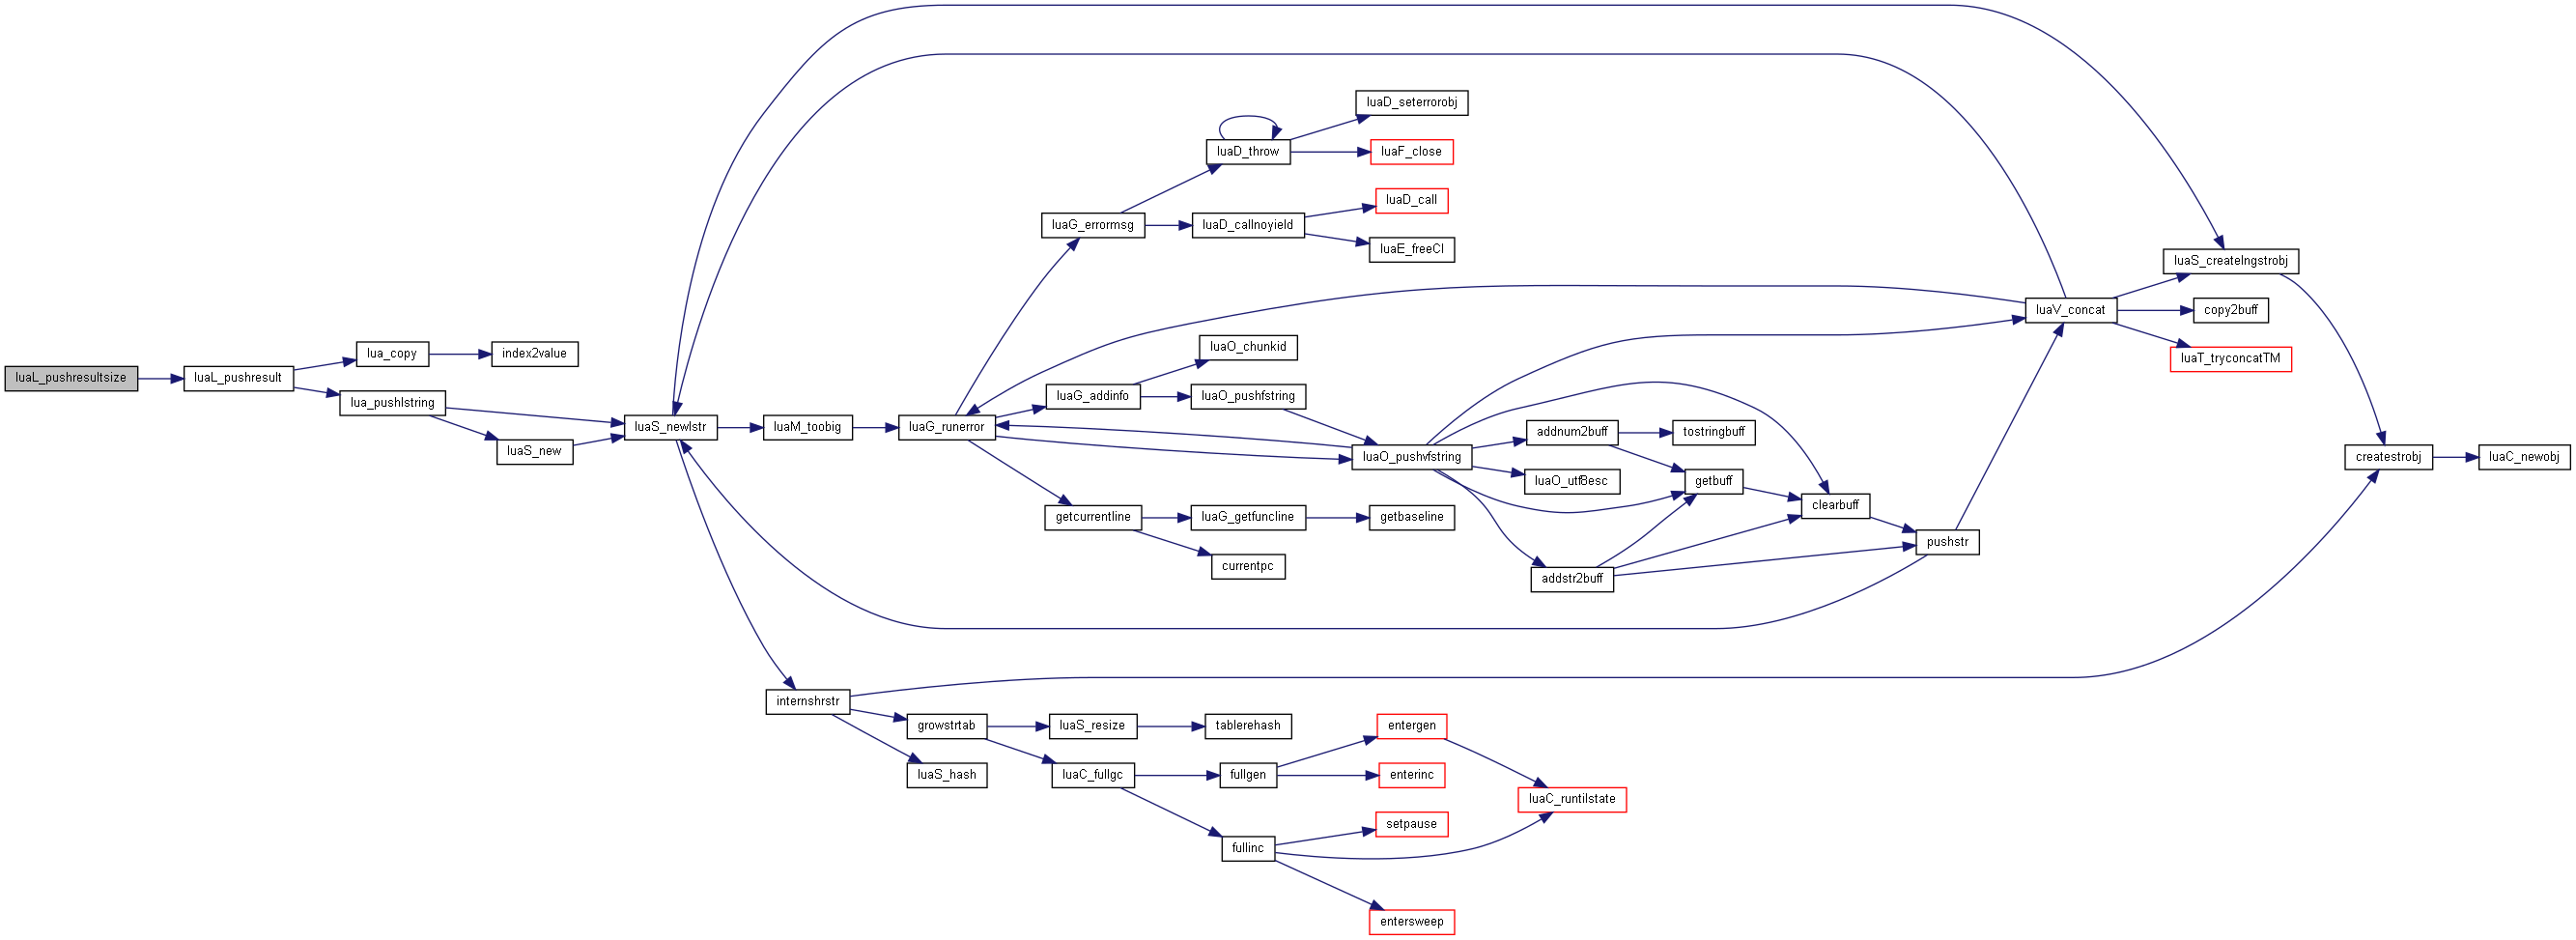 luaL_pushresultsize
luaL_pushresult
lua_copy
index2value
lua_pushlstring
luaS_new
luaS_newlstr
luaM_toobig
luaG_runerror
luaG_errormsg
luaD_throw
luaD_seterrorobj
luaF_close
luaD_callnoyield
luaD_call
luaE_freeCI
luaG_addinfo
luaO_chunkid
luaO_pushfstring
luaO_pushvfstring
getcurrentline
luaG_getfuncline
getbaseline
currentpc
addnum2buff
tostringbuff
luaO_utf8esc
getbuff
addstr2buff
clearbuff
pushstr
luaV_concat
luaS_createlngstrobj
copy2buff
luaT_tryconcatTM
createstrobj
luaC_newobj
internshrstr
growstrtab
luaS_hash
luaS_resize
tablerehash
luaC_fullgc
fullgen
entergen
enterinc
luaC_runtilstate
fullinc
setpause
entersweep